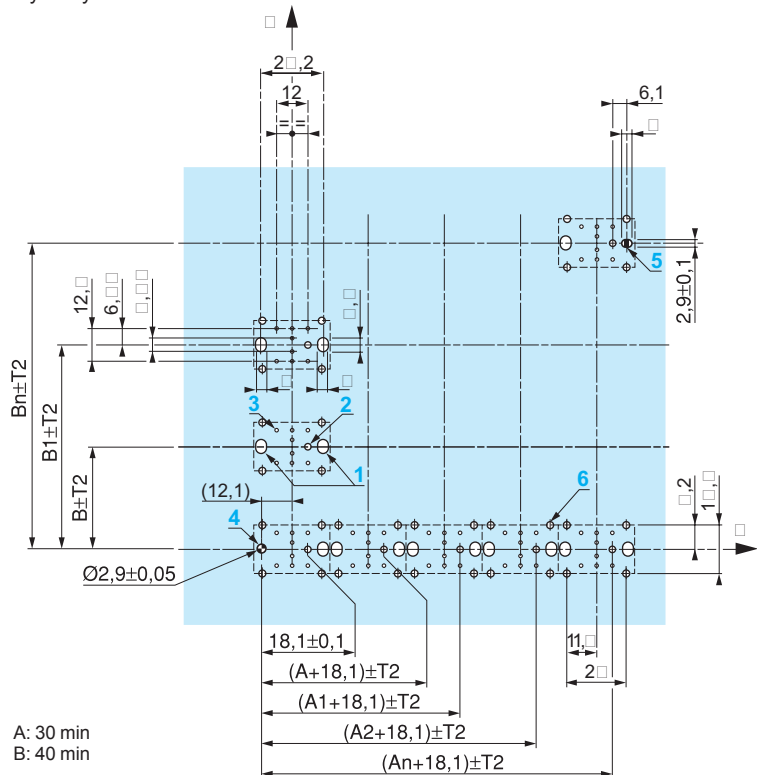 2□,2
12
= =
6,1
□
5
2,9±0,1
12,□
6,□□
□,□□□
□,□
□
□
Bn±T2
B1±T2
B±T2
3
2
1
(12,1)
4
6
□,2
1□,□
Ø2,9±0,05
18,1±0,1
11,□
2□
(A+18,1)±T2
(A1+18,1)±T2
(A2+18,1)±T2
(An+18,1)±T2
A: 30 min
B: 40 min